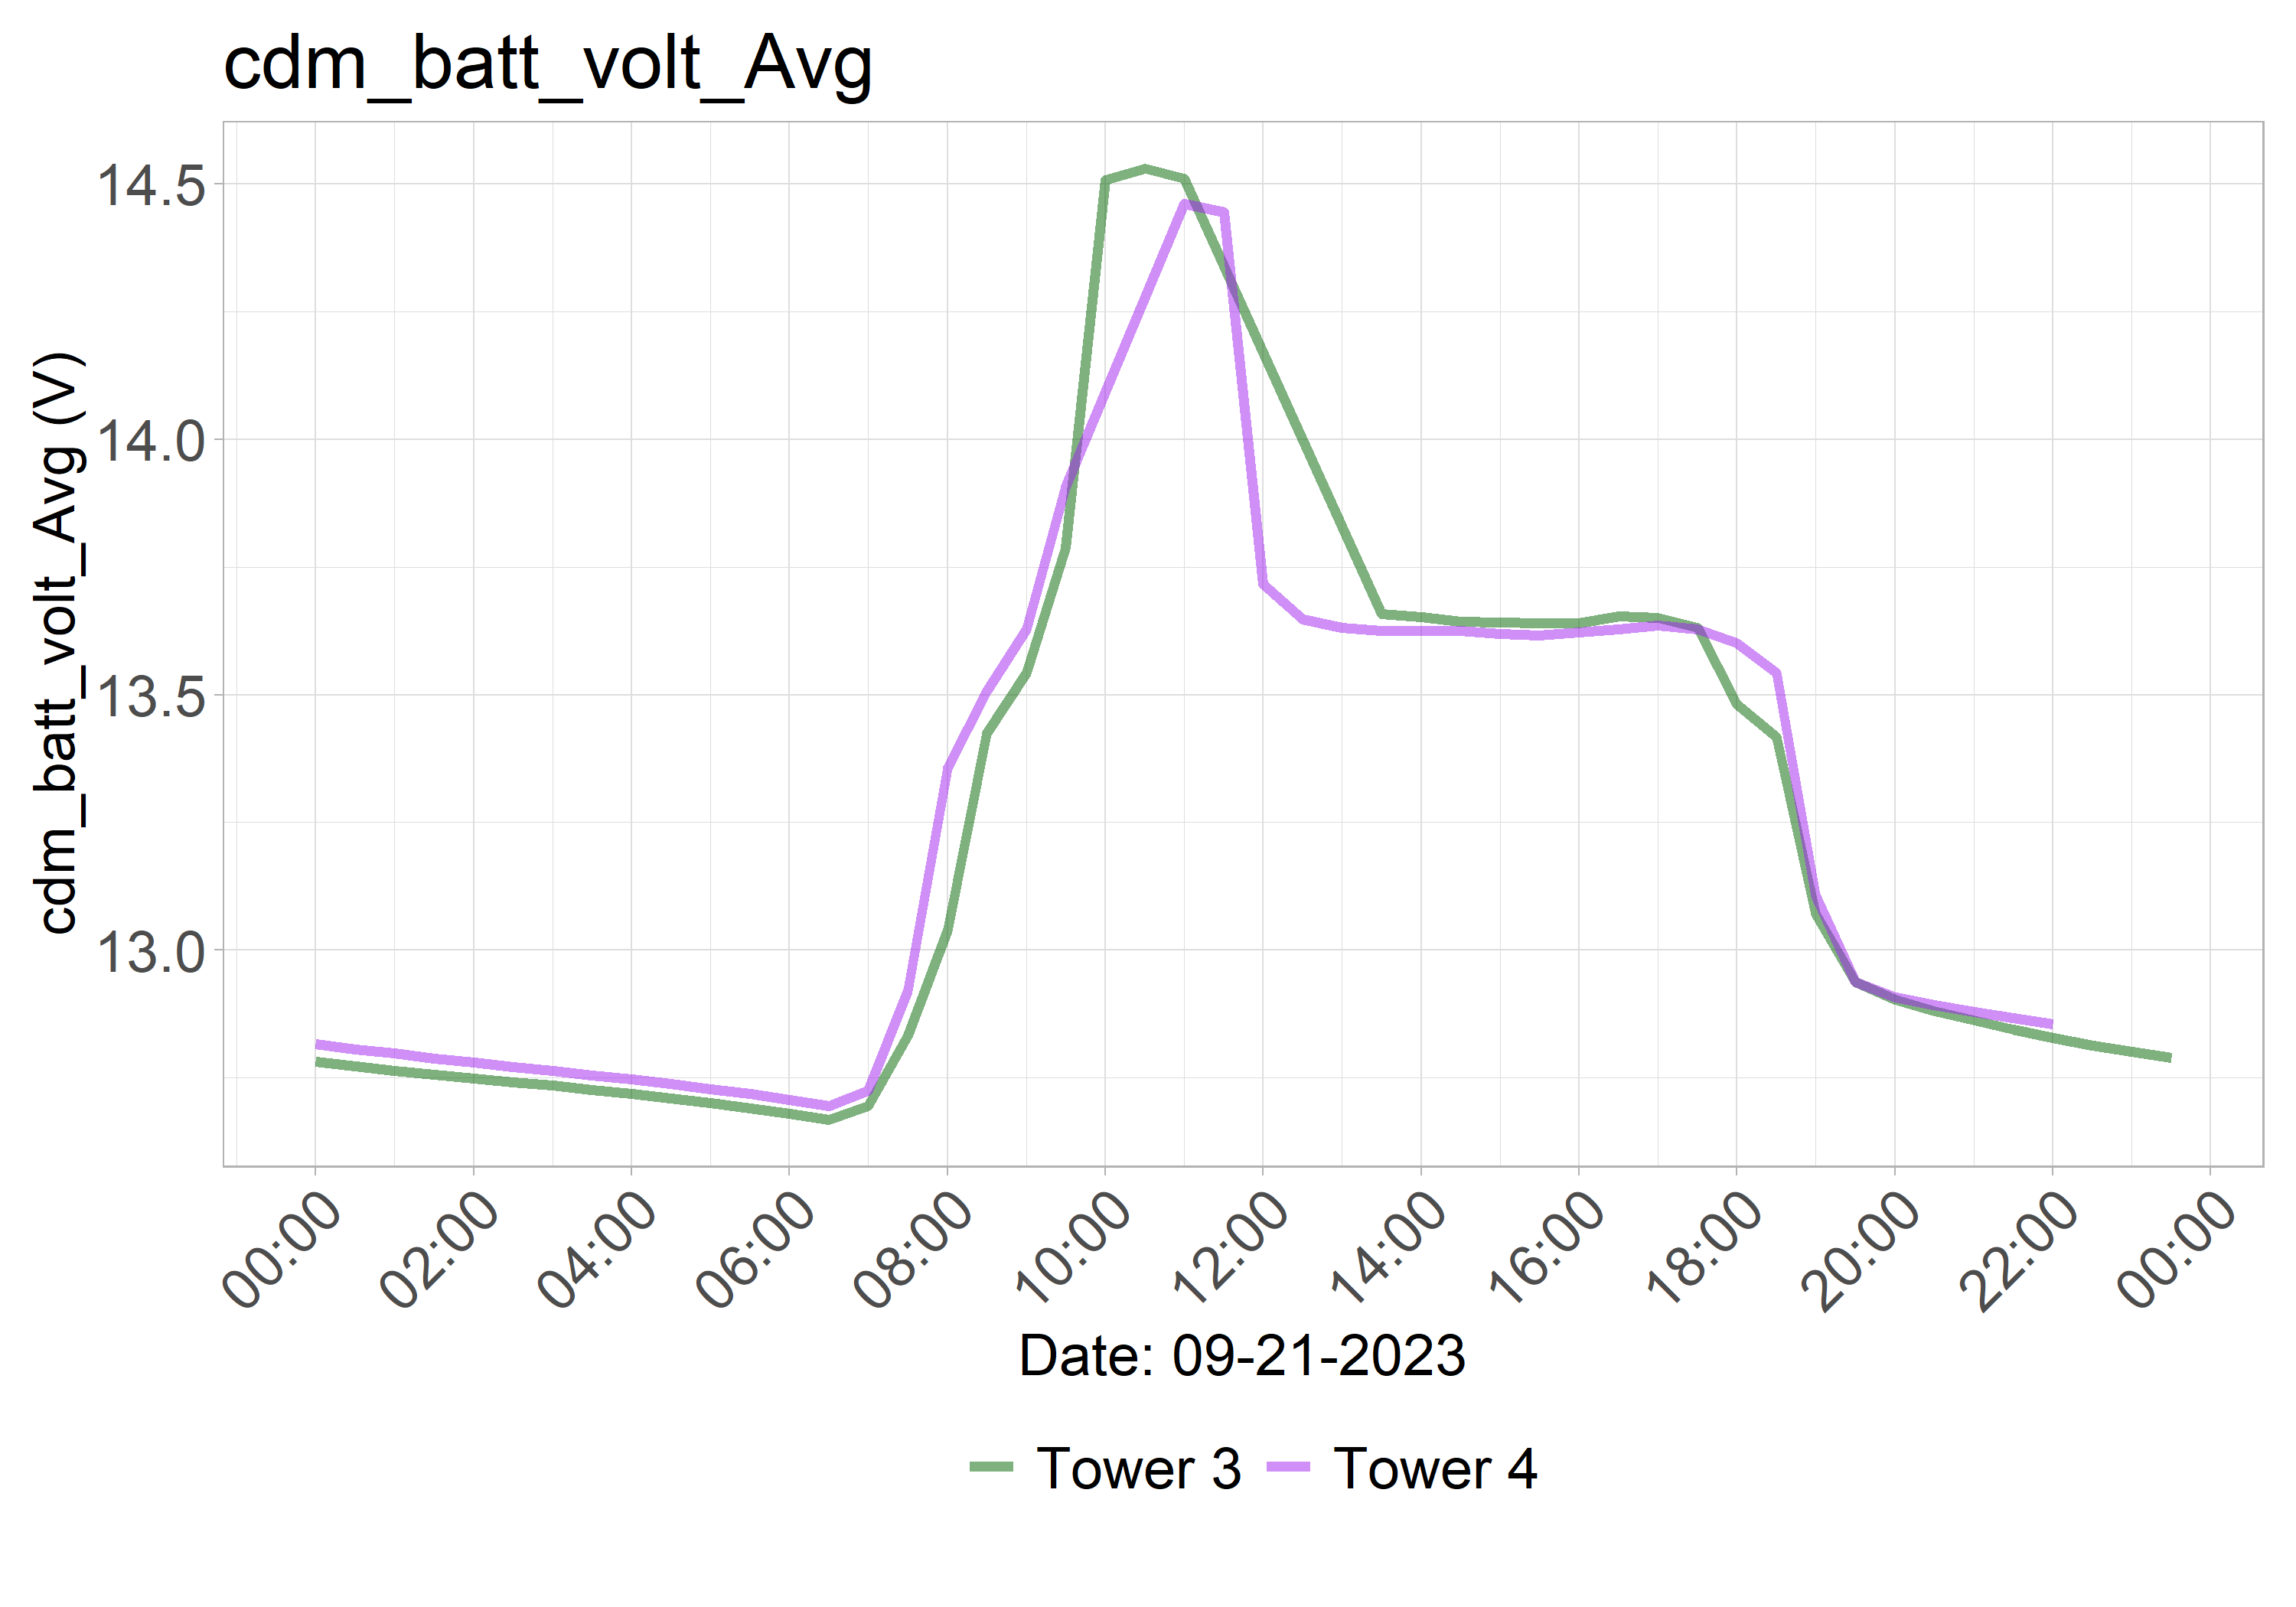 cdm_batt_volt_Avg
cdm_batt_volt_Avg (V)
14.5
14.0
13.5
13.0
00:00 02:00 04:00 06:00 08:00 10:00 12:00 14:00 16:00 18:00 20:00 22:00 00:00
Date: 09-21-2023
Tower 3 Tower 4